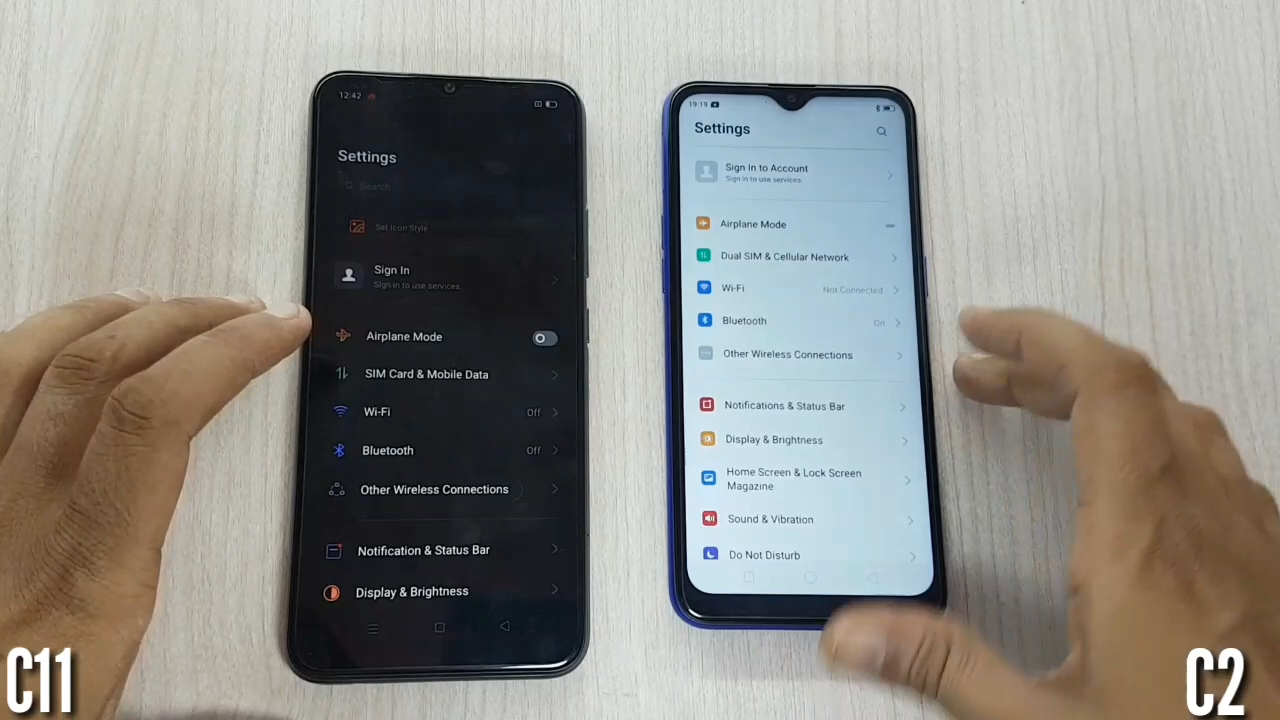 12:42
Settings
Search
Set Icon Style
Sign In
Sign in to use services.
Airplane Mode
SIM Card & Mobile Data
Wi-Fi
Off
Bluetooth
Off
Other Wireless Connections
Notification & Status Bar
Display & Brightness
19:19
Settings
Sign In to Account
Sign in to use services.
Airplane Mode
Dual SIM & Cellular Network
Wi-Fi
Not Connected
Bluetooth
On
Other Wireless Connections
Notifications & Status Bar
Display & Brightness
Home Screen & Lock Screen
Magazine
Sound & Vibration
Do Not Disturb
C11
C2